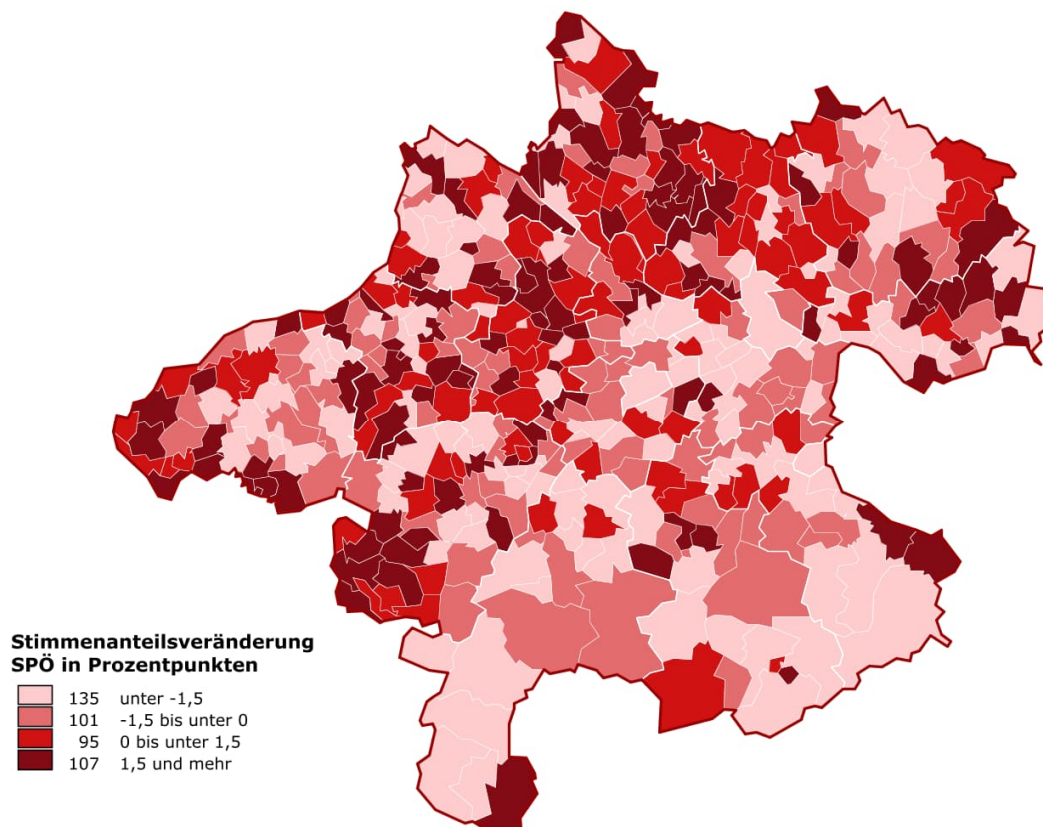 Stimmenanteilsveränderung
SPÖ in Prozentpunkten
135 unter -1,5
101 -1,5 bis unter 0
95 0 bis unter 1,5
107 1,5 und mehr